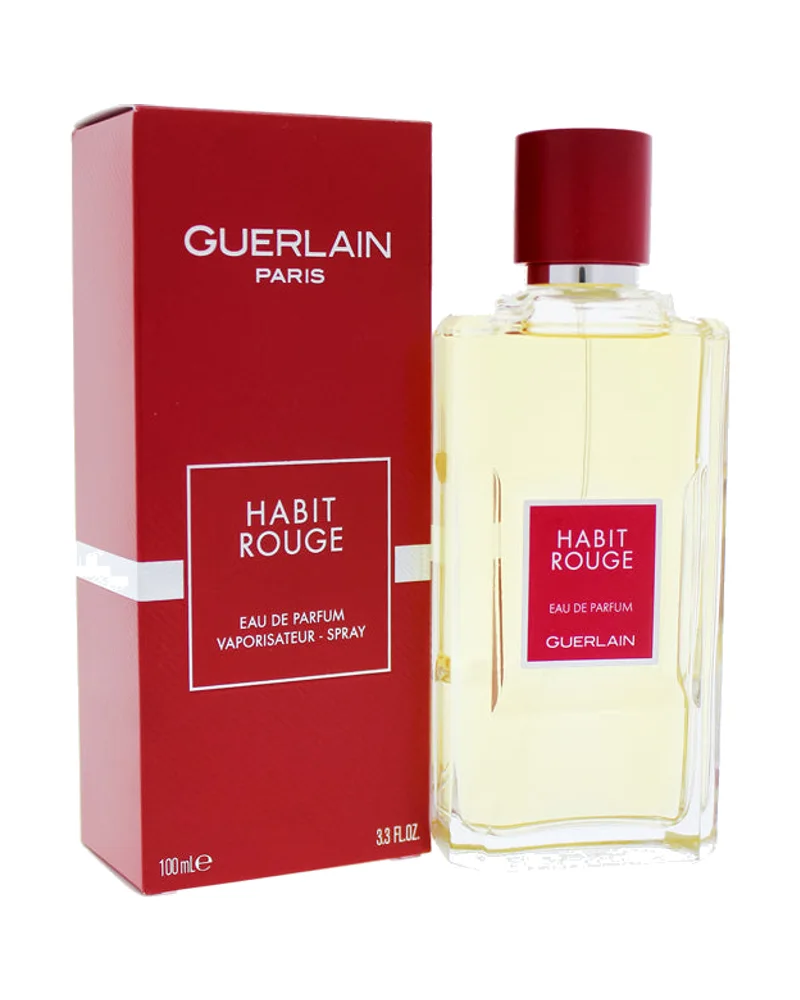 GUERLAIN
PARIS
HABIT
ROUGE
EAU DE PARFUM
VAPORISATEUR - SPRAY
100 mL e
3.3 FL.OZ.
HABIT
ROUGE
EAU DE PARFUM
GUERLAIN